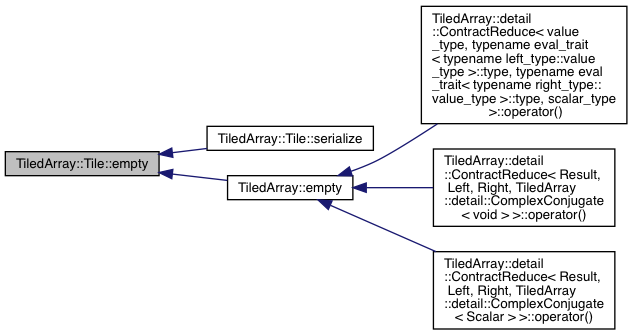 TiledArray::detail
::ContractReduce< value
_type, typename eval_trait
< typename left_type::value
_type >::type, typename eval
_trait< typename right_type::
value_type >::type, scalar_type
>::operator()
TiledArray::Tile::serialize
TiledArray::Tile::empty
TiledArray::empty
TiledArray::detail
::ContractReduce< Result,
Left, Right, TiledArray
::detail::ComplexConjugate
< void > >::operator()
TiledArray::detail
::ContractReduce< Result,
Left, Right, TiledArray
::detail::ComplexConjugate
< Scalar > >::operator()